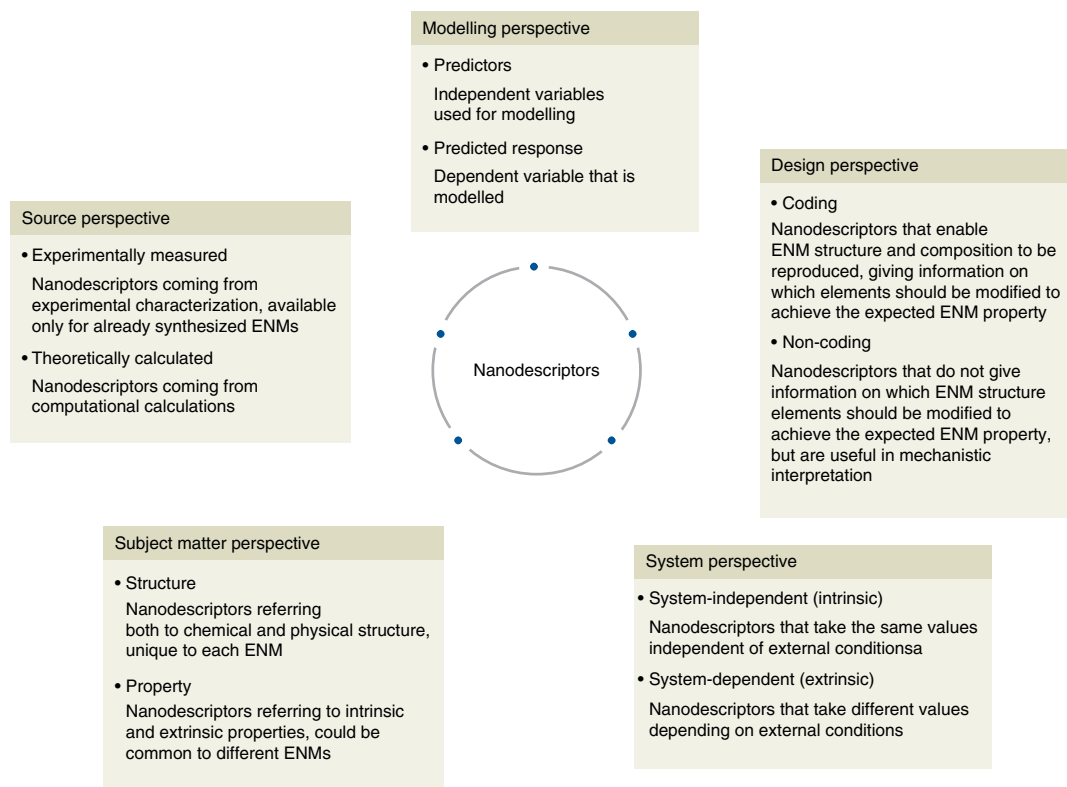 Modelling perspective
• Predictors
Independent variables
used for modelling
• Predicted response
Dependent variable that is
modelled
Design perspective
• Coding
Nanodescriptors that enable
ENM structure and composition to be
reproduced, giving information on
which elements should be modified to
achieve the expected ENM property
• Non-coding
Nanodescriptors that do not give
information on which ENM structure
elements should be modified to
achieve the expected ENM property,
but are useful in mechanistic
interpretation
Source perspective
• Experimentally measured
Nanodescriptors coming from
experimental characterization, available
only for already synthesized ENMs
• Theoretically calculated
Nanodescriptors coming from
computational calculations
Nanodescriptors
Subject matter perspective
• Structure
Nanodescriptors referring
both to chemical and physical structure,
unique to each ENM
• Property
Nanodescriptors referring to intrinsic
and extrinsic properties, could be
common to different ENMs
System perspective
• System-independent (intrinsic)
Nanodescriptors that take the same values
independent of external conditionsa
• System-dependent (extrinsic)
Nanodescriptors that take different values
depending on external conditions